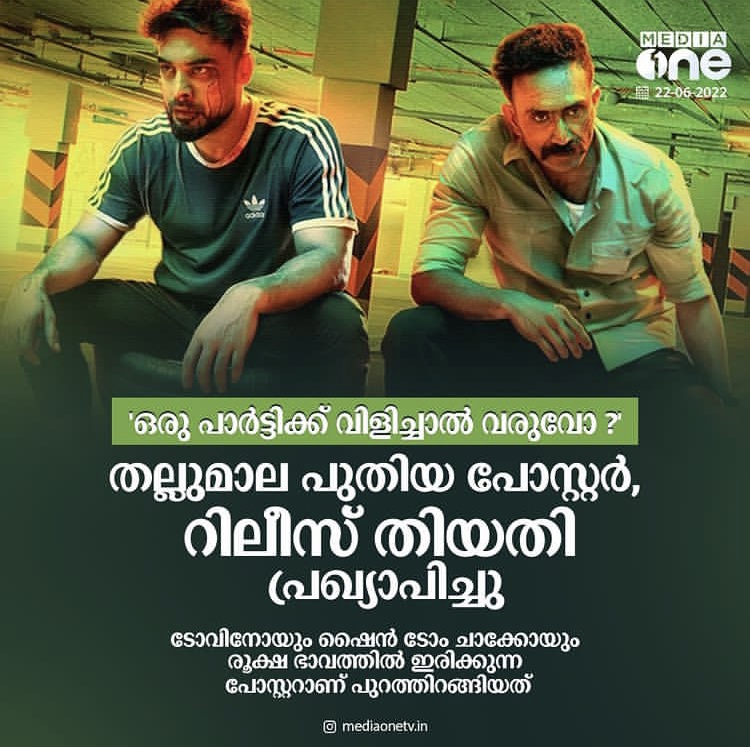 MEDIA
one
22-06-2022
adidas
'ഒരു പാർട്ടിക്ക് വിളിച്ചാൽ വരുവോ ?'
തല്ലുമാല പുതിയ പോസ്റ്റർ,
റിലീസ് തിയതി
പ്രഖ്യാപിച്ചു
ടോവിനോയും ഷൈൻ ടോം ചാക്കോയും
രൂക്ഷ ഭാവത്തിൽ ഇരിക്കുന്ന
പോസ്റ്ററാണ് പുറത്തിറങ്ങിയത്
mediaonetv.in